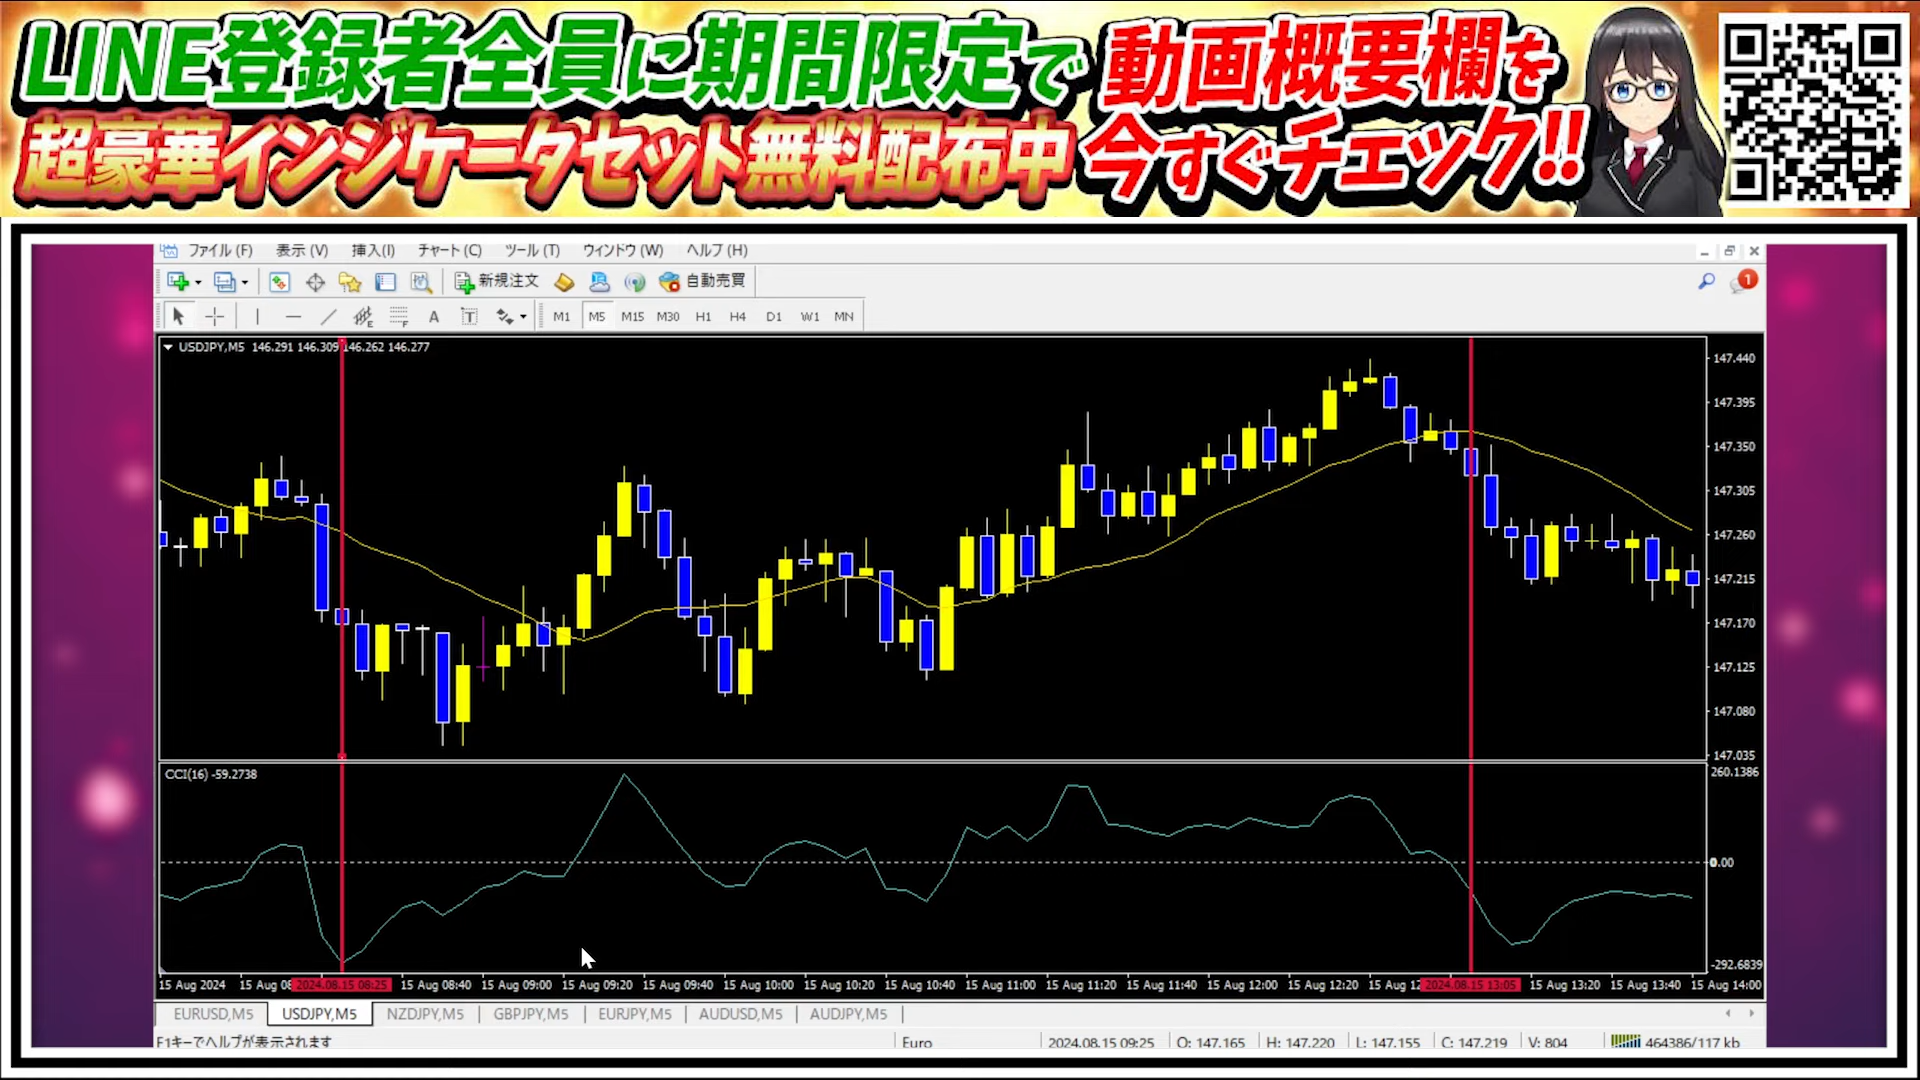 LINE登録者全員に期間限定で 動画概要欄を
超豪華インジケータセット無料配布中 今すぐチェック!!
ファイル (F) 表示 (V) 挿入(I) チャート (C) ツール (T) ウィンドウ (W) ヘルプ (H)
新規注文 自動売買 1
A T M1 M5 M15 M30 H1 H4 D1 W1 MN
USDJPY,M5 146.291 146.309 146.262 146.277
147.440
147.395
147.350
147.305
147.260
147.215
147.170
147.125
147.080
147.035
CCI(16) -59.2738
260.1386
0.00
-292.6839
15 Aug 2024 15 Aug 08 2024.08.15 08:25 15 Aug 08:40 15 Aug 09:00 15 Aug 09:20 15 Aug 09:40 15 Aug 10:00 15 Aug 10:20 15 Aug 10:40 15 Aug 11:00 15 Aug 11:20 15 Aug 11:40 15 Aug 12:00 15 Aug 12:20 15 Aug 12 2024.08.15 13:05 15 Aug 13:20 15 Aug 13:40 15 Aug 14:00
EURUSD,M5 USDJPY,M5 NZDJPY,M5 GBPJPY,M5 EURJPY,M5 AUDUSD,M5 AUDJPY,M5
F1キーでヘルプが表示されます Euro 2024.08.15 09:25 O: 147.165 H: 147.220 L: 147.155 C: 147.219 V: 804 464386/117 kb